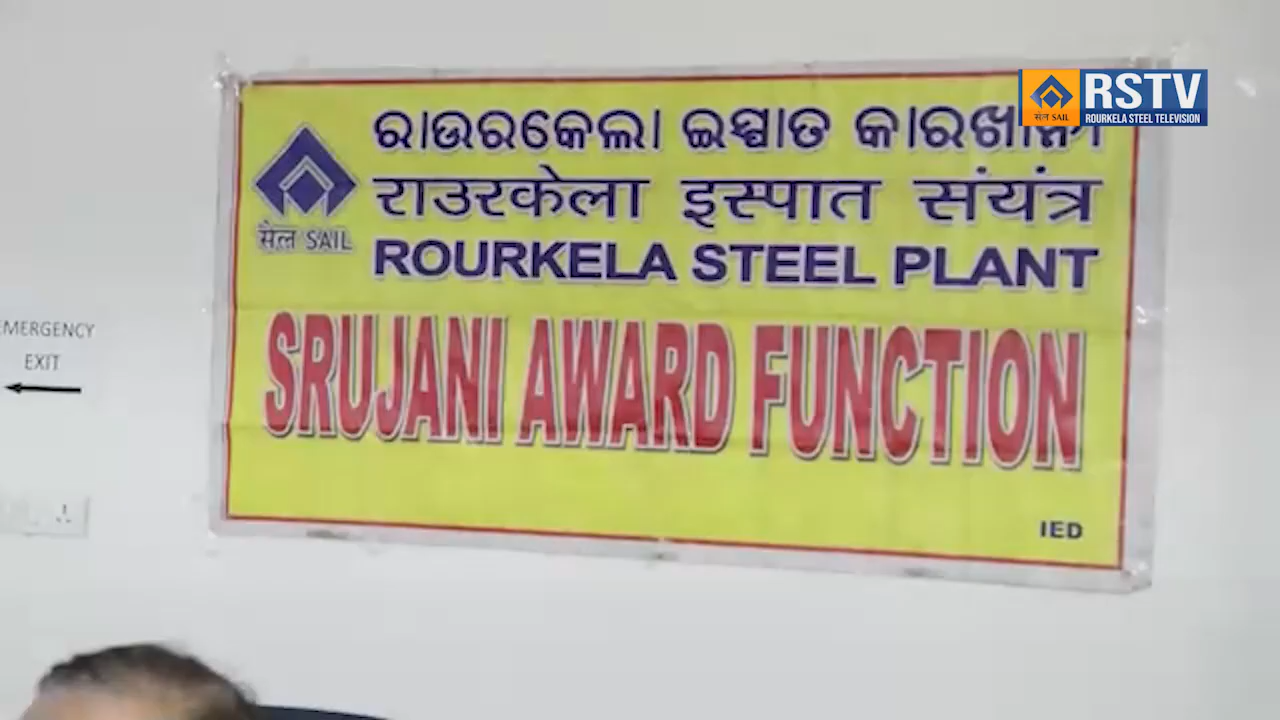 ରାଉରକେଲା ଇସ୍ପାତ କାରଖାନା
राउरकेला इस्पात संयंत्र
सेल SAIL
ROURKELA STEEL PLANT
SRUJANI AWARD FUNCTION
IED
EMERGENCY
EXIT
सेल SAIL
RSTV
ROURKELA STEEL TELEVISION